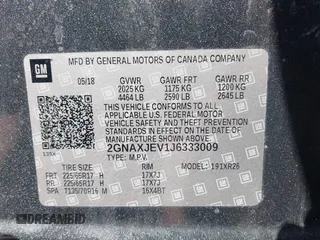 GM
MFD BY GENERAL MOTORS OF CANADA COMPANY
05/18 GVWR GAWR FRT GAWR RR
2025 KG 1175 KG 1200 KG
4464 LB 2590 LB 2645 LB
THIS VEHICLE CONFORMS TO ALL
APPLICABLE U.S. FEDERAL MOTOR
VEHICLE SAFETY AND THEFT
PREVENTION STANDARDS IN EFFECT
ON THE DATE OF MANUFACTURE
SHOWN ABOVE.
2GNAXJEV1J6333009
TYPE: M.P.V. MODEL: 1XR26
TIRE SIZE RIM
FRT 225/65R17 H 17X7J
RR 225/65R17 H 17X7J
SPA T135/70R16 M 16X4BT
DREAMBID